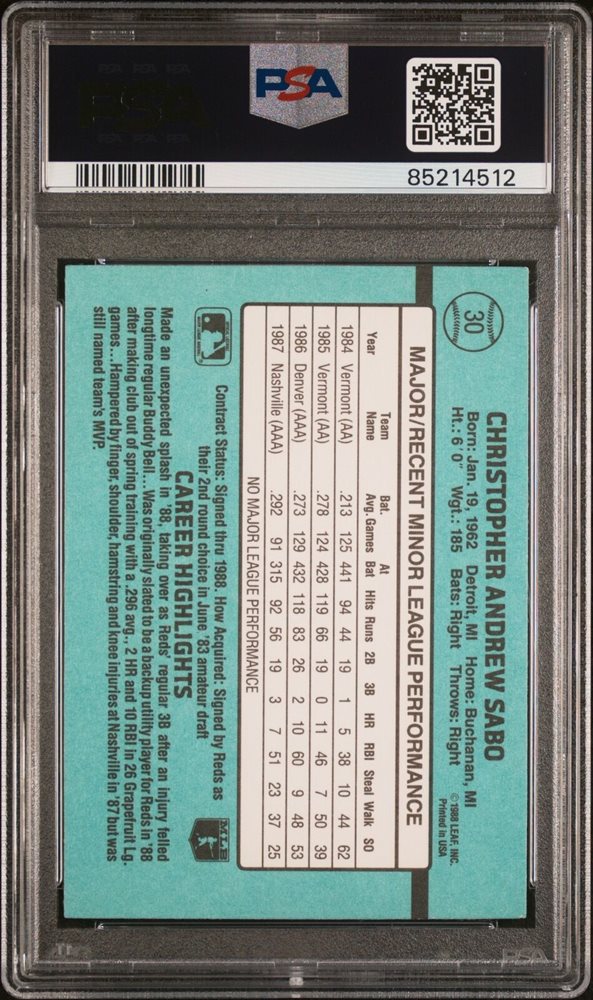 PSA
85214512
30
CHRISTOPHER ANDREW SABO
Born: Jan. 19, 1962 Detroit, MI Home: Buchanan, MI
Ht.: 6' 0" Wgt.: 185 Bats: Right Throws: Right
© 1988 LEAF, INC.
Printed in USA
MAJOR/RECENT MINOR LEAGUE PERFORMANCE
Year Team Name Bat. Avg. Games At Bat Hits Runs 2B 3B HR RBI Steal Walk SO
1984 Vermont (AA) .213 125 441 94 44 19 1 5 38 10 44 62
1985 Vermont (AA) .278 124 428 119 66 19 0 11 46 7 50 39
1986 Denver (AAA) .273 129 432 118 83 26 2 10 60 9 48 53
1987 Nashville (AAA) .292 91 315 92 56 19 3 7 51 23 37 25
NO MAJOR LEAGUE PERFORMANCE
Contract Status: Signed thru 1988. How Acquired: Signed by Reds as
their 2nd round choice in June '83 amateur draft
CAREER HIGHLIGHTS
Made an unexpected splash in '88, taking over as Reds' regular 3B after an injury felled
longtime regular Buddy Bell...Was originally slated to be a backup utility player for Reds in '88
after making club out of spring training with a .296 avg., 2 HR and 10 RBI in 26 Grapefruit Lg.
games...Hampered by finger, shoulder, hamstring and knee injuries at Nashville in '87 but was
still named team's MVP.
MLB